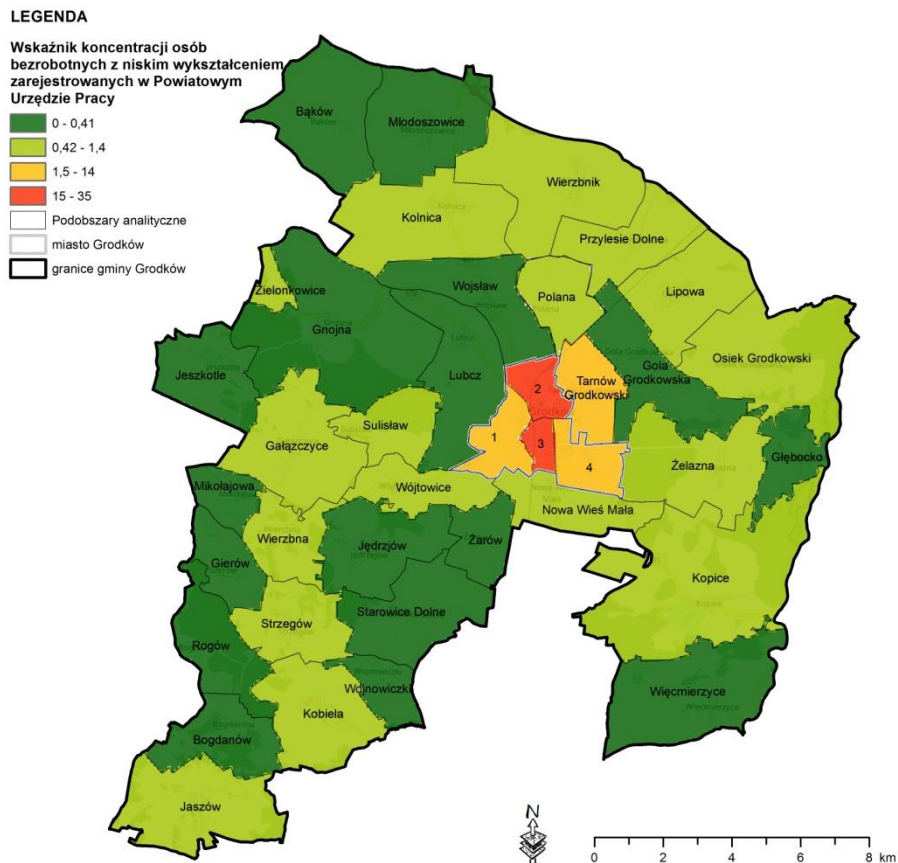 LEGENDA
Wskaźnik koncentracji osób
bezrobotnych z niskim wykształceniem
zarejestrowanych w Powiatowym
Urzędzie Pracy
0 - 0,41
0,42 - 1,4
1,5 - 14
15 - 35
Podobszary analityczne
miasto Grodków
granice gminy Grodków
Bąków
Młodoszowice
Wierzbnik
Kolnica
Przylesie Dolne
Zielonkowice
Wojsław
Polana
Lipowa
Gnojna
Osiek Grodkowski
Jeszkotle
Lubcz
2
Tarnów
Grodkowski
Gola
Grodkowska
Sulisław
1
3
4
Gałązczyce
Żelazna
Głębocko
Mikołajowa
Wójtowice
Nowa Wieś Mała
Wierzbna
Jędrzjów
Żarów
Gierów
Kopice
Strzegów
Starowice Dolne
Rogów
Wojnowiczki
Więcmierzyce
Kobiela
Bogdanów
Jaszów
N
0 2 4 6 8 km